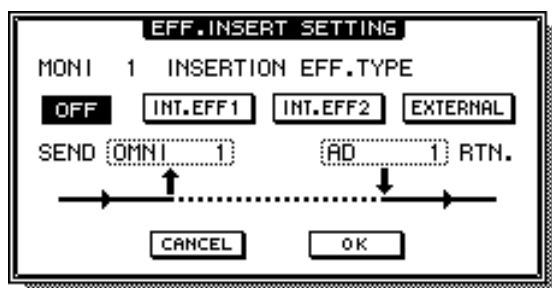 EFF.INSERT SETTING
MONI 1 INSERTION EFF.TYPE
OFF INT.EFF1 INT.EFF2 EXTERNAL
SEND OMNI 1 AD 1 RTN.
CANCEL OK